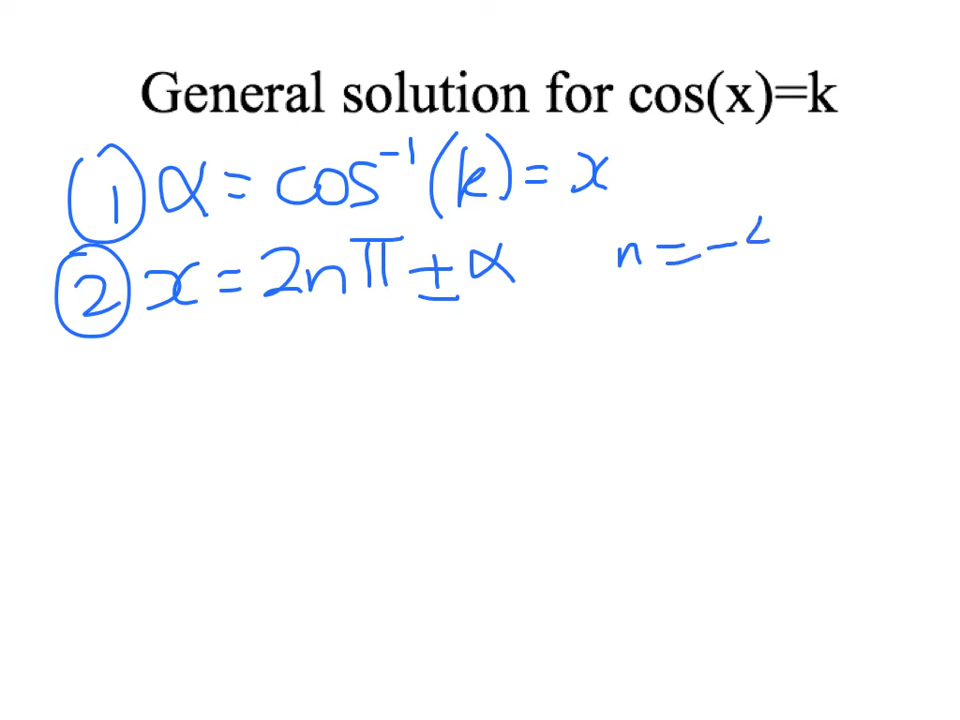 General solution for cos(x)=k
① α = cos⁻¹(k) = x
② x = 2nπ ± α n = -